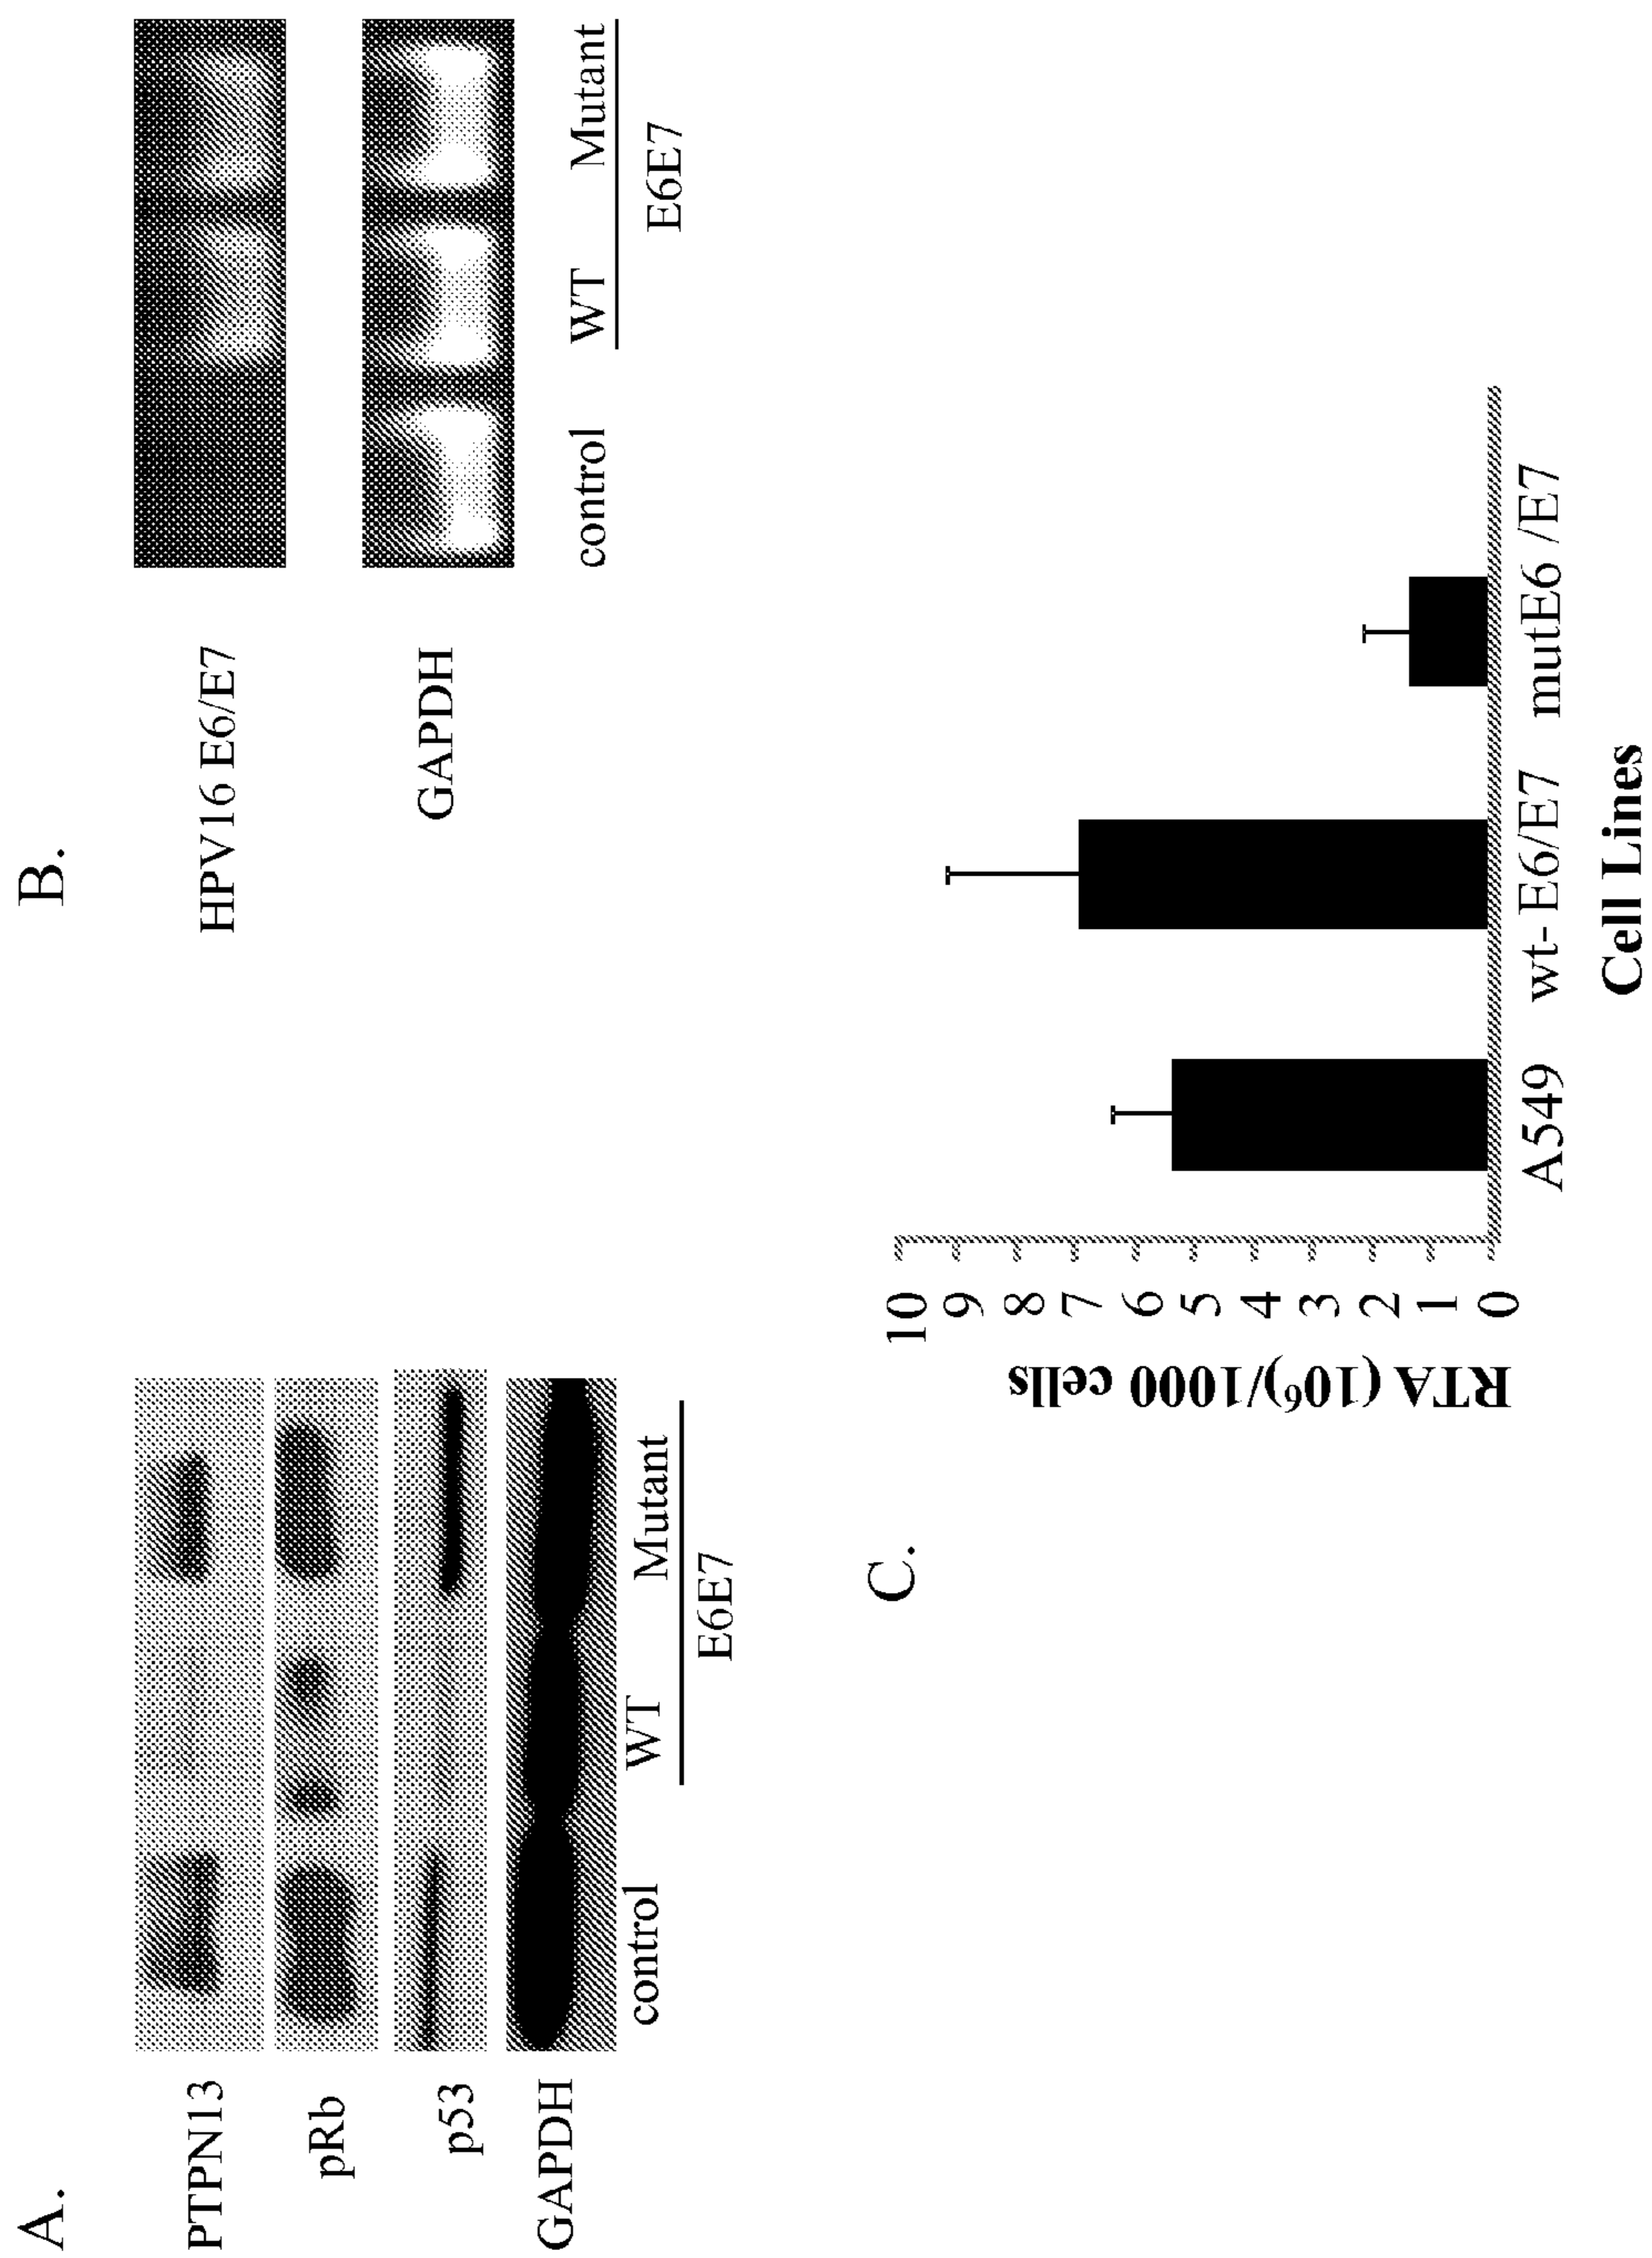 A.
PTPN13
pRb
p53
GAPDH
control WT Mutant
E6E7
B.
HPV16 E6/E7
GAPDH
control WT Mutant
E6E7
C.
RTA (10⁶)/1000 cells
10
9
8
7
6
5
4
3
2
1
0
A549 wt- E6/E7 mutE6 /E7
Cell Lines